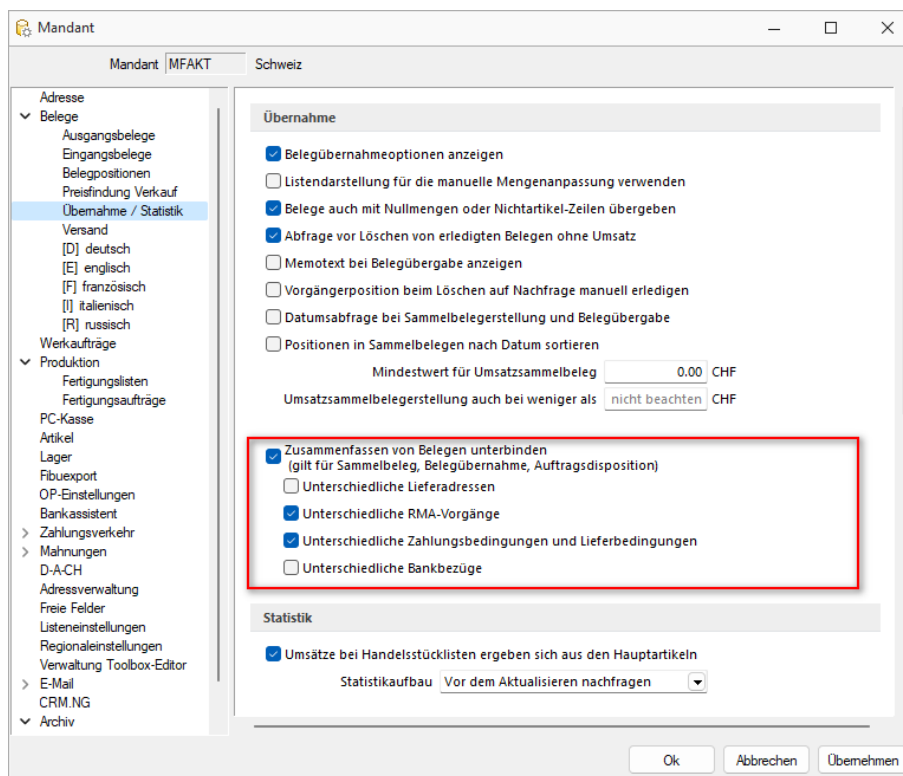 Mandant
Mandant MFAKT Schweiz
Adresse
Belege
Ausgangsbelege
Eingangsbelege
Belegpositionen
Preisfindung Verkauf
Übernahme / Statistik
Versand
[D] deutsch
[E] englisch
[F] französisch
[I] italienisch
[R] russisch
Werkaufträge
Produktion
Fertigungslisten
Fertigungsaufträge
PC-Kasse
Artikel
Lager
Fibuexport
OP-Einstellungen
Bankassistent
Zahlungsverkehr
Mahnungen
D-A-CH
Adressverwaltung
Freie Felder
Listeneinstellungen
Regionaleinstellungen
Verwaltung Toolbox-Editor
E-Mail
CRM.NG
Archiv
Übernahme
Belegübernahmeoptionen anzeigen
Listendarstellung für die manuelle Mengenanpassung verwenden
Belege auch mit Nullmengen oder Nichtartikel-Zeilen übergeben
Abfrage vor Löschen von erledigten Belegen ohne Umsatz
Memotext bei Belegübergabe anzeigen
Vorgängerposition beim Löschen auf Nachfrage manuell erledigen
Datumsabfrage bei Sammelbelegerstellung und Belegübergabe
Positionen in Sammelbelegen nach Datum sortieren
Mindestwert für Umsatzsammelbeleg 0.00 CHF
Umsatzsammelbelegerstellung auch bei weniger als nicht beachten CHF
Zusammenfassen von Belegen unterbinden
(gilt für Sammelbeleg, Belegübernahme, Auftragsdisposition)
Unterschiedliche Lieferadressen
Unterschiedliche RMA-Vorgänge
Unterschiedliche Zahlungsbedingungen und Lieferbedingungen
Unterschiedliche Bankbezüge
Statistik
Umsätze bei Handelsstücklisten ergeben sich aus den Hauptartikeln
Statistikaufbau Vor dem Aktualisieren nachfragen
Ok Abbrechen Übernehmen